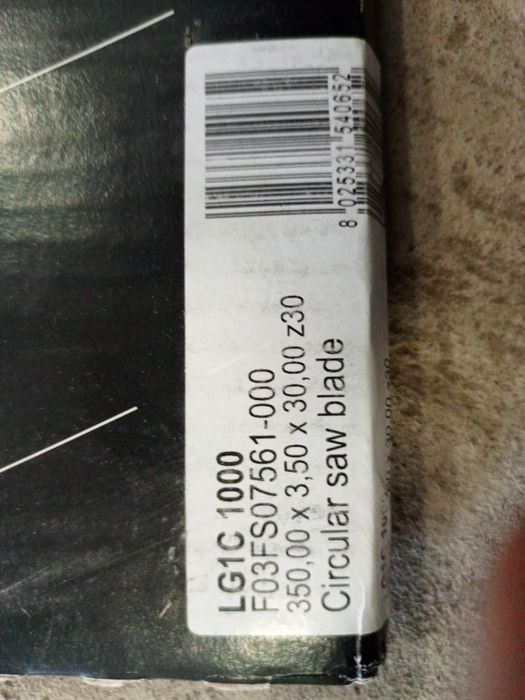 LG1C 1000
F03FS07561-000
350,00 x 3,50 x 30,00 z30
Circular saw blade
8 025331 540652